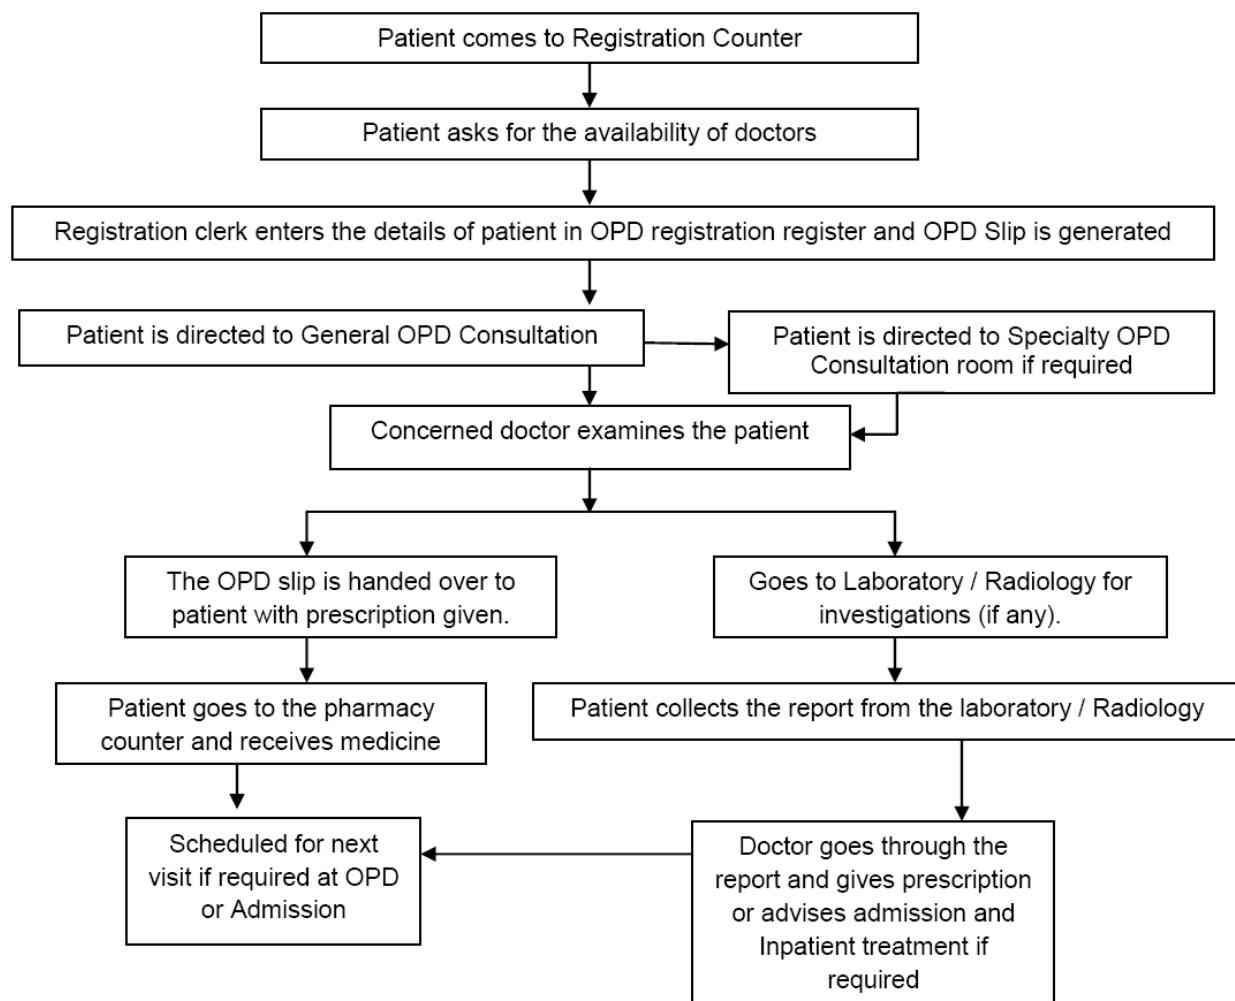 Patient comes to Registration Counter
Patient asks for the availability of doctors
Registration clerk enters the details of patient in OPD registration register and OPD Slip is generated
Patient is directed to General OPD Consultation
Patient is directed to Specialty OPD
Consultation room if required
Concerned doctor examines the patient
The OPD slip is handed over to
patient with prescription given.
Goes to Laboratory / Radiology for
investigations (if any).
Patient goes to the pharmacy
counter and receives medicine
Patient collects the report from the laboratory / Radiology
Scheduled for next
visit if required at OPD
or Admission
Doctor goes through the
report and gives prescription
or advises admission and
Inpatient treatment if
required